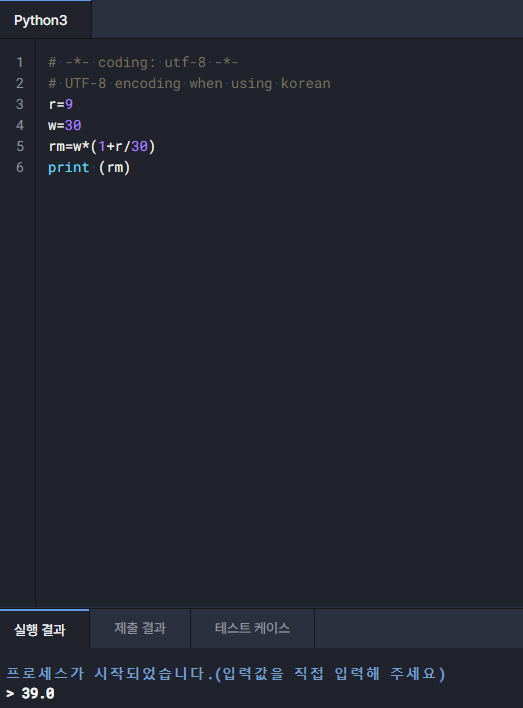 Python3
1 # -*- coding: utf-8 -*-
2 # UTF-8 encoding when using korean
3 r=9
4 w=30
5 rm=w*(1+r/30)
6 print (rm)
실행 결과 제출 결과 테스트 케이스
프로세스가 시작되었습니다.(입력값을 직접 입력해 주세요)
> 39.0